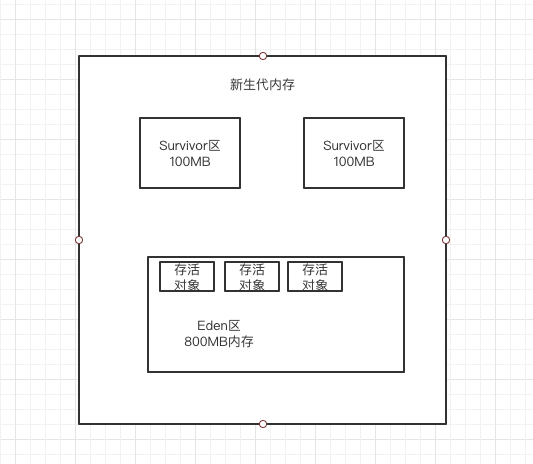 新生代内存
Survivor区
100MB
Survivor区
100MB
存活
对象
存活
对象
存活
对象
Eden区
800MB内存